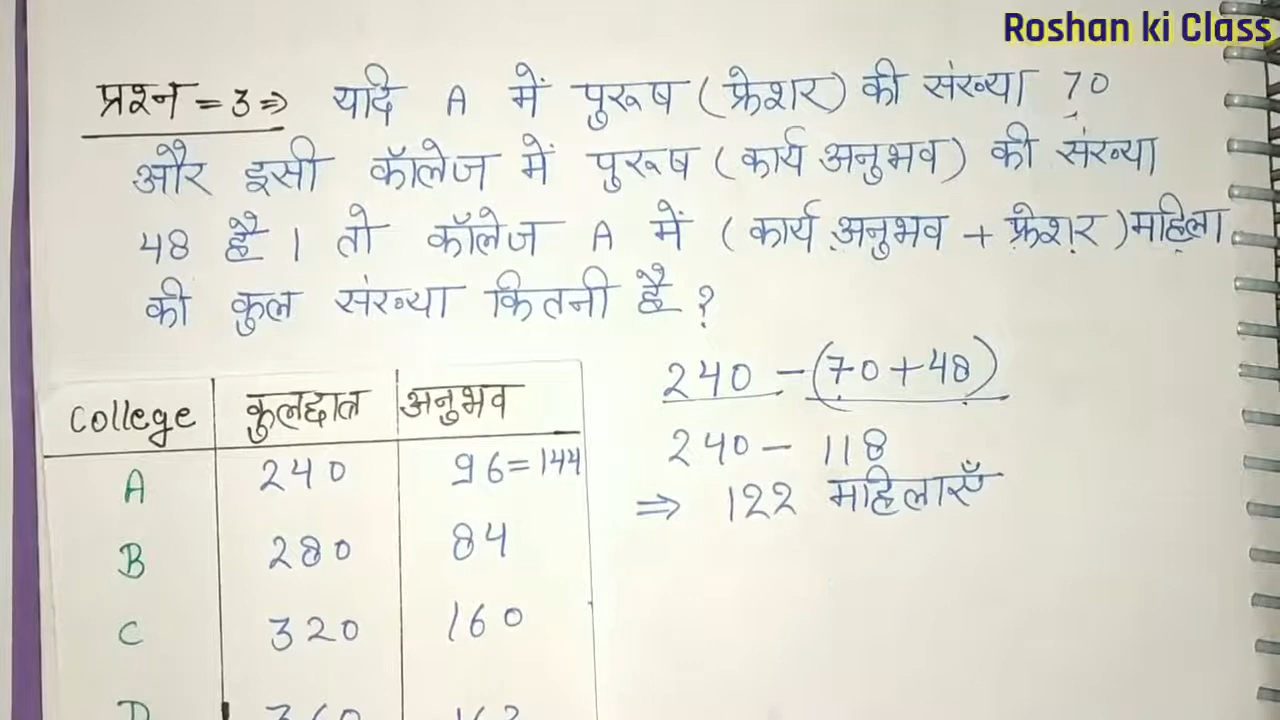 Roshan ki Class
प्रश्न = 3 ⇒ यदि A में पुरूष (फ्रेशर) की संख्या 70
और इसी कॉलेज में पुरूष (कार्य अनुभव) की संख्या
48 है । तो कॉलेज A में (कार्य अनुभव + फ्रेशर) महिला
की कुल संख्या कितनी है ?
240 - (70 + 48)
240 - 118
⇒ 122 महिलाएँ
College कुलछात्र अनुभव
A 240 96 = 144
B 280 84
C 320 160
D 360